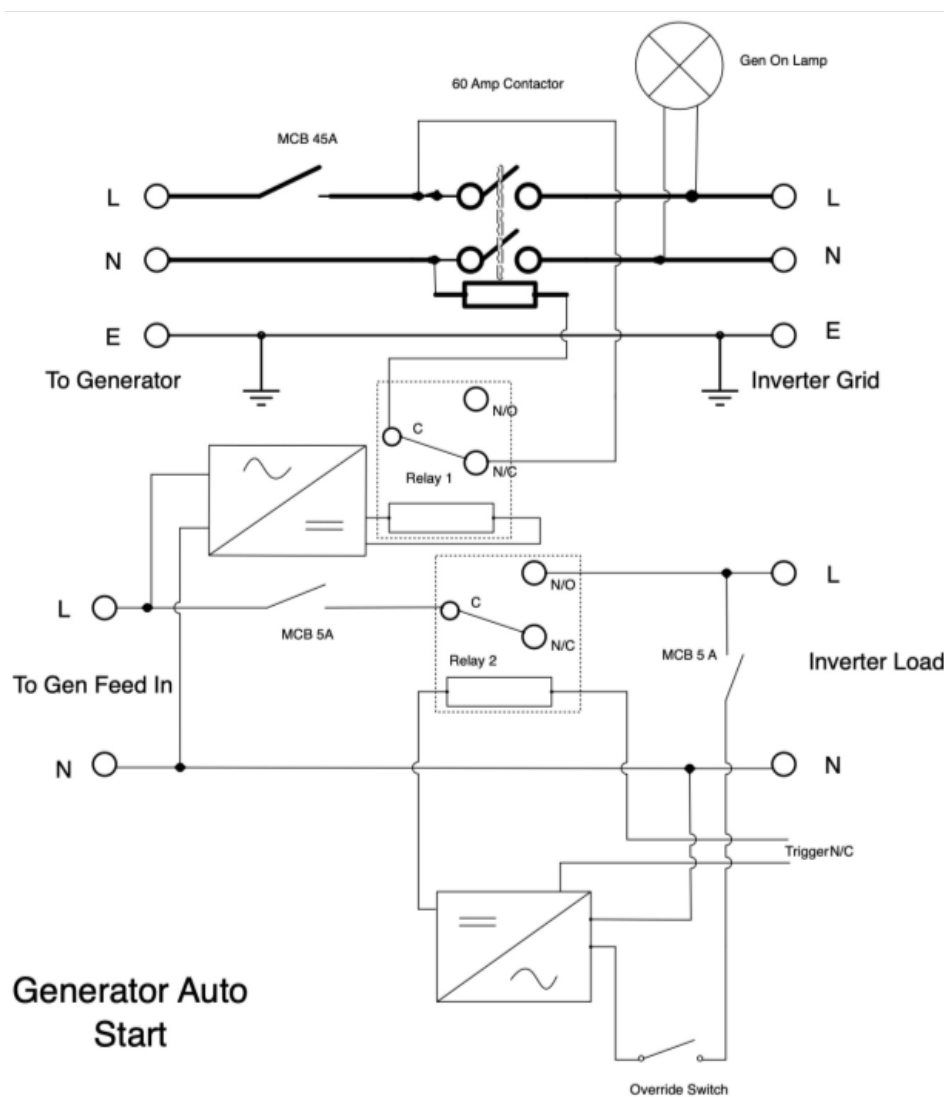 Gen On Lamp
60 Amp Contactor
MCB 45A
L
L
N
N
E
E
To Generator
Inverter Grid
N/O
C
N/C
Relay 1
N/O
L
L
C
MCB 5A
N/C
MCB 5 A
Inverter Load
Relay 2
To Gen Feed In
N
N
TriggerN/C
Generator Auto
Start
Override Switch